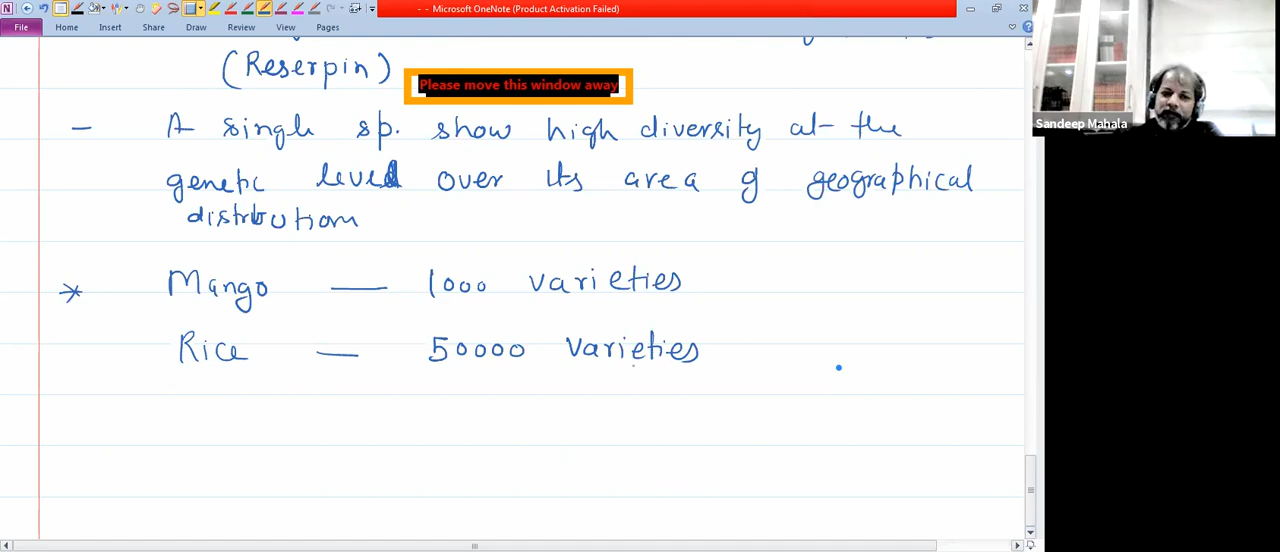 - - Microsoft OneNote (Product Activation Failed)
File Home Insert Share Draw Review View Pages
(Reserpin)
Please move this window away
Sandeep Mahala
- A single sp. show high diversity at the
genetic level over its area of geographical
distribution
* Mango — 1000 varieties
Rice — 50000 Varieties